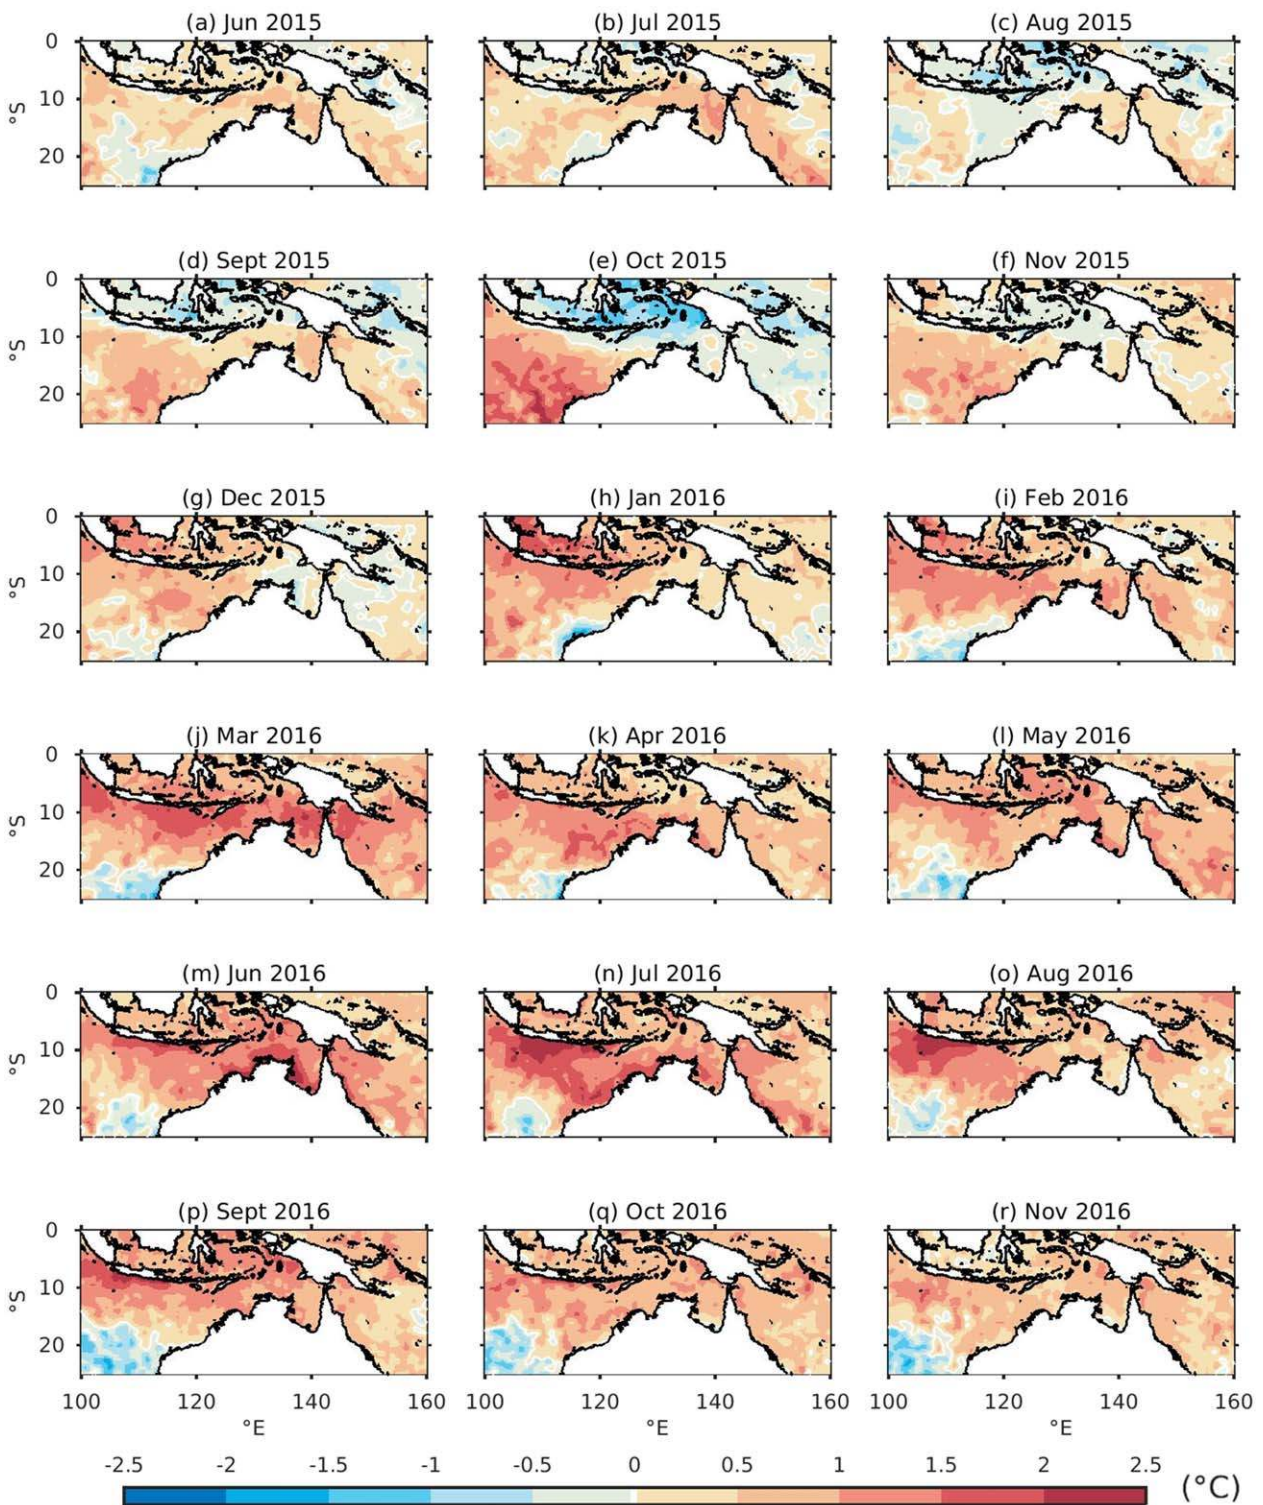 (a) Jun 2015 (b) Jul 2015 (c) Aug 2015
0
10
20
°S
(d) Sept 2015 (e) Oct 2015 (f) Nov 2015
0
10
20
°S
(g) Dec 2015 (h) Jan 2016 (i) Feb 2016
0
10
20
°S
(j) Mar 2016 (k) Apr 2016 (l) May 2016
0
10
20
°S
(m) Jun 2016 (n) Jul 2016 (o) Aug 2016
0
10
20
°S
(p) Sept 2016 (q) Oct 2016 (r) Nov 2016
0
10
20
°S
100 120 140 160 100 120 140 160 100 120 140 160
°E °E °E
-2.5 -2 -1.5 -1 -0.5 0 0.5 1 1.5 2 2.5 (°C)